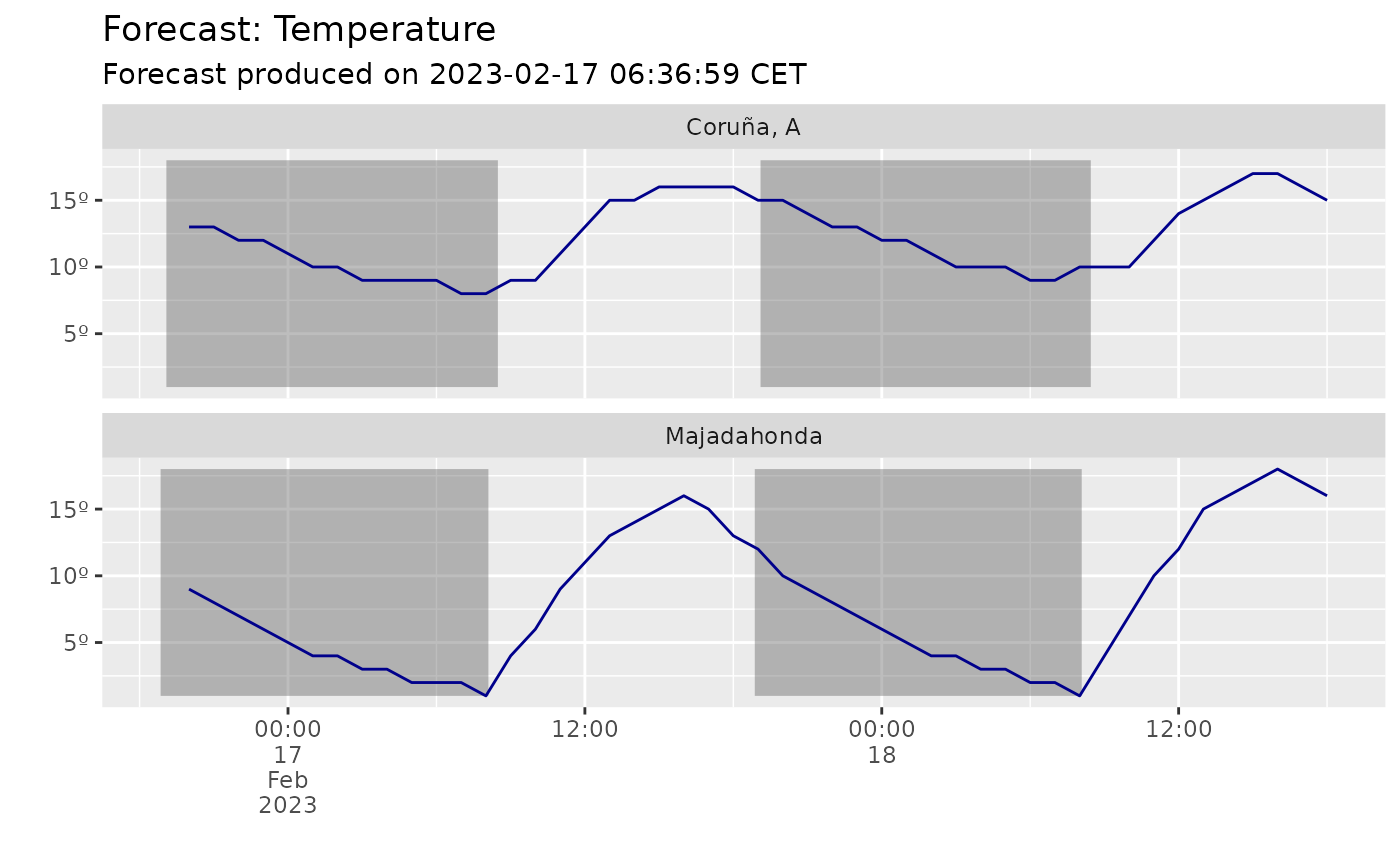 Forecast: Temperature
Forecast produced on 2023-02-17 06:36:59 CET
Coruña, A
15º
10º
5º
Majadahonda
15º
10º
5º
00:00 12:00 00:00 12:00
17 18
Feb
2023